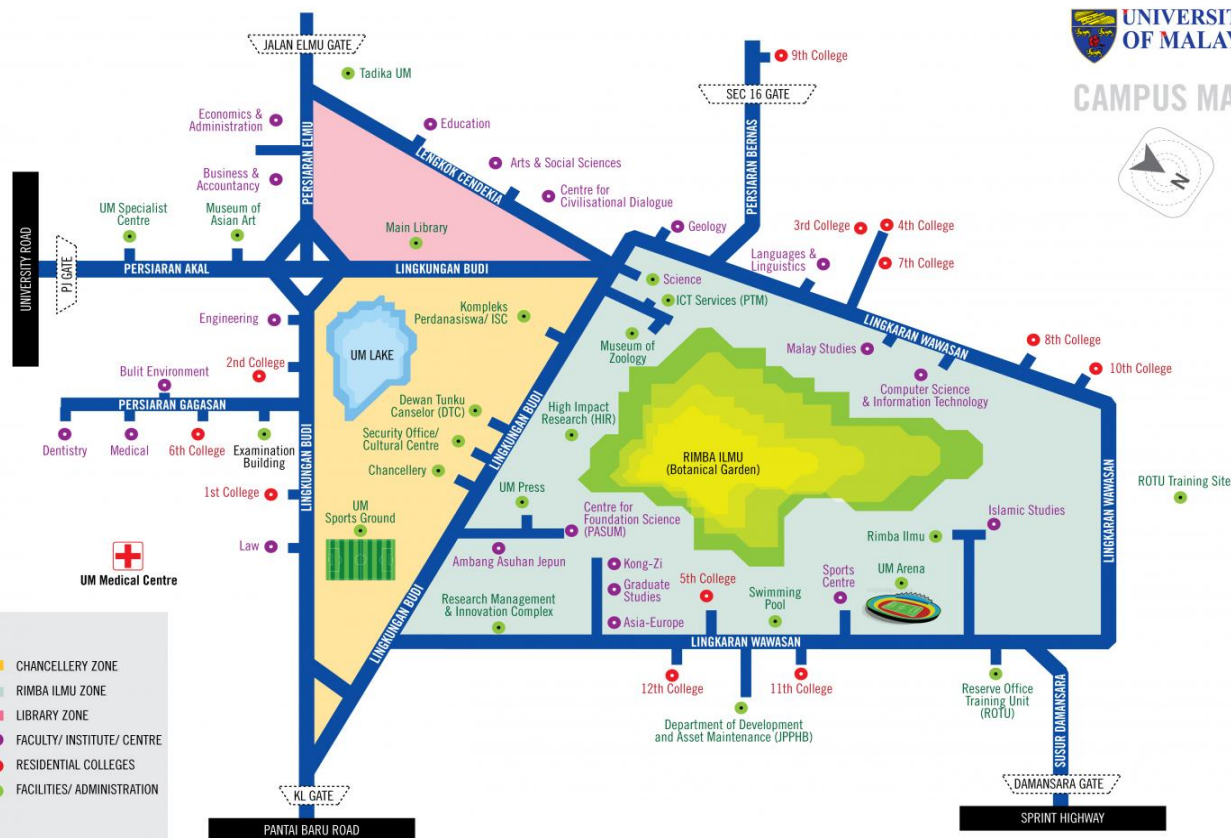 UNIVERSIT
OF MALAY
CAMPUS MA
N
JALAN ELMU GATE
Tadika UM
9th College
SEC 16 GATE
Economics &
Administration
Education
PERSIARAN ELMU
LENGKOK CENDEKIA
Arts & Social Sciences
PERSIARAN BERNAS
Business &
Accountancy
Centre for
Civilisational Dialogue
UM Specialist
Centre
Museum of
Asian Art
Main Library
Geology
3rd College
4th College
7th College
Languages &
Linguistics
UNIVERSITY ROAD
PJ GATE
PERSIARAN AKAL
LINGKUNGAN BUDI
Science
ICT Services (PTM)
Kompleks
Perdanasiswa/ ISC
Engineering
UM LAKE
Museum of
Zoology
Malay Studies
LINGKARAN WAWASAN
8th College
10th College
2nd College
Bulit Environment
Computer Science
& Information Technology
PERSIARAN GAGASAN
Dewan Tunku
Canselor (DTC)
High Impact
Research (HIR)
LINGKUNGAN BUDI
Dentistry
Medical
6th College
Examination
Building
Security Office/
Cultural Centre
Chancellery
RIMBA ILMU
(Botanical Garden)
LINGKUNGAN BUDI
1st College
UM Press
ROTU Training Site
UM
Sports Ground
Centre for
Foundation Science
(PASUM)
Islamic Studies
LINGKARAN WAWASAN
Rimba Ilmu
Law
Ambang Asuhan Jepun
Kong-Zi
Graduate
Studies
Asia-Europe
5th College
Swimming
Pool
Sports
Centre
UM Arena
UM Medical Centre
Research Management
& Innovation Complex
LINGKUNGAN BUDI
LINGKARAN WAWASAN
12th College
11th College
Department of Development
and Asset Maintenance (JPPHB)
Reserve Office
Training Unit
(ROTU)
SUSUR DAMANSARA
CHANCELLERY ZONE
RIMBA ILMU ZONE
LIBRARY ZONE
FACULTY/ INSTITUTE/ CENTRE
RESIDENTIAL COLLEGES
FACILITIES/ ADMINISTRATION
KL GATE
PANTAI BARU ROAD
DAMANSARA GATE
SPRINT HIGHWAY